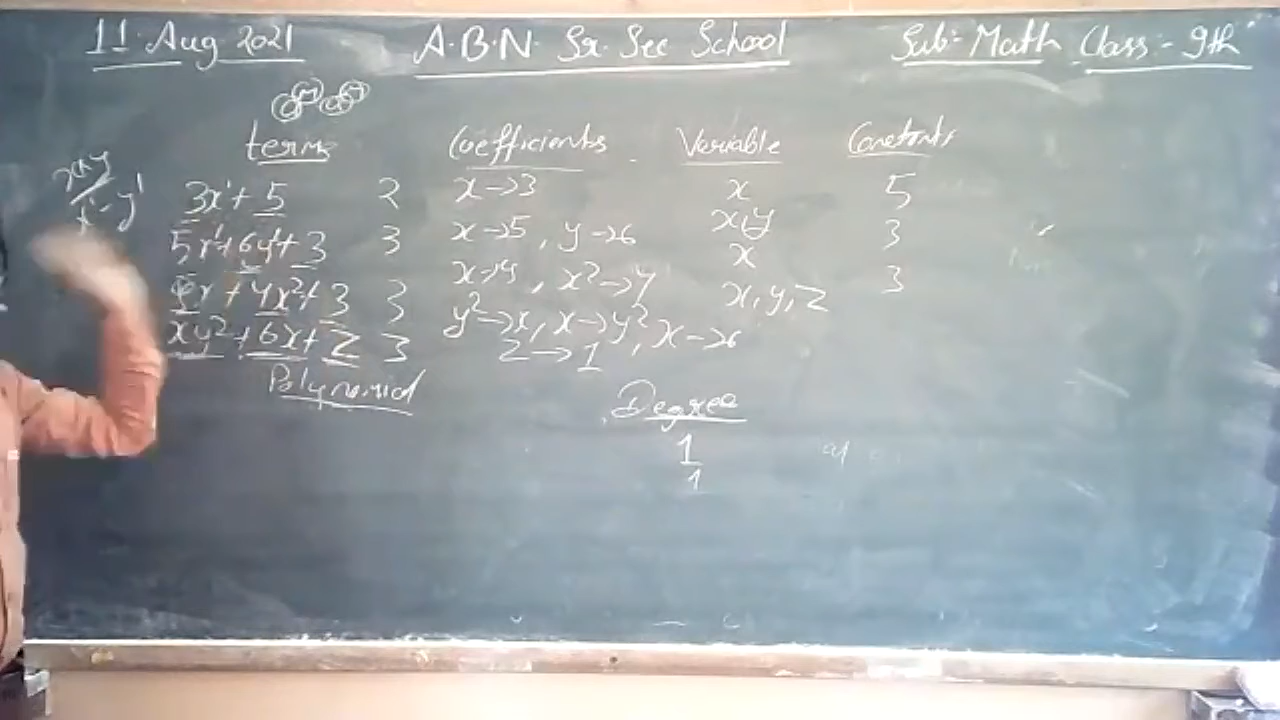 11 Aug 2021 A.B.N. Sr. Sec School Sub:- Math Class:- 9th
terms Coefficients Variable Constants
3x¹ + 5 2 x→3 x 5
5x¹+6y¹+3 3 x→5, y→6 x,y 3
x + 4x²+3 3 x→4, x²→4 x 3
xy²+6x+z 3 y²→x, x→y², x→6 x, y, z
z→1
Polynomial
Degree
1
1